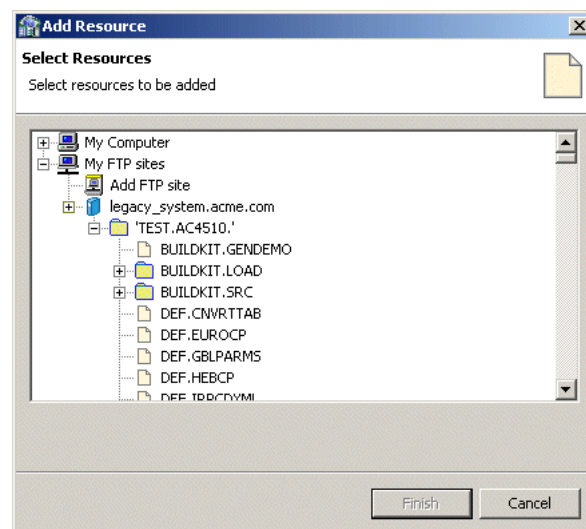 Add Resource
Select Resources
Select resources to be added
My Computer
My FTP sites
Add FTP site
legacy_system.acme.com
'TEST.AC4510.'
BUILDKIT.GENDEMO
BUILDKIT.LOAD
BUILDKIT.SRC
DEF.CNVRTTAB
DEF.EUROCP
DEF.GBLPARMS
DEF.HEBCP
Finish
Cancel